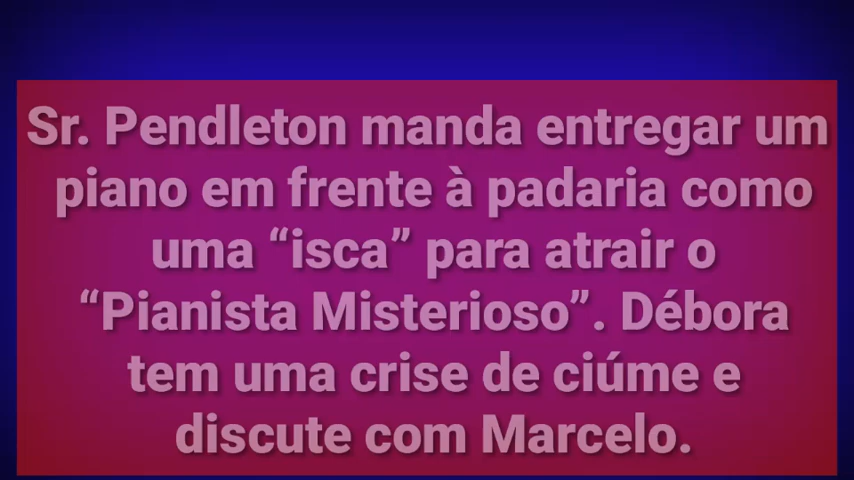 Sr. Pendleton manda entregar um
piano em frente à padaria como
uma “isca” para atrair o
“Pianista Misterioso”. Débora
tem uma crise de ciúme e
discute com Marcelo.